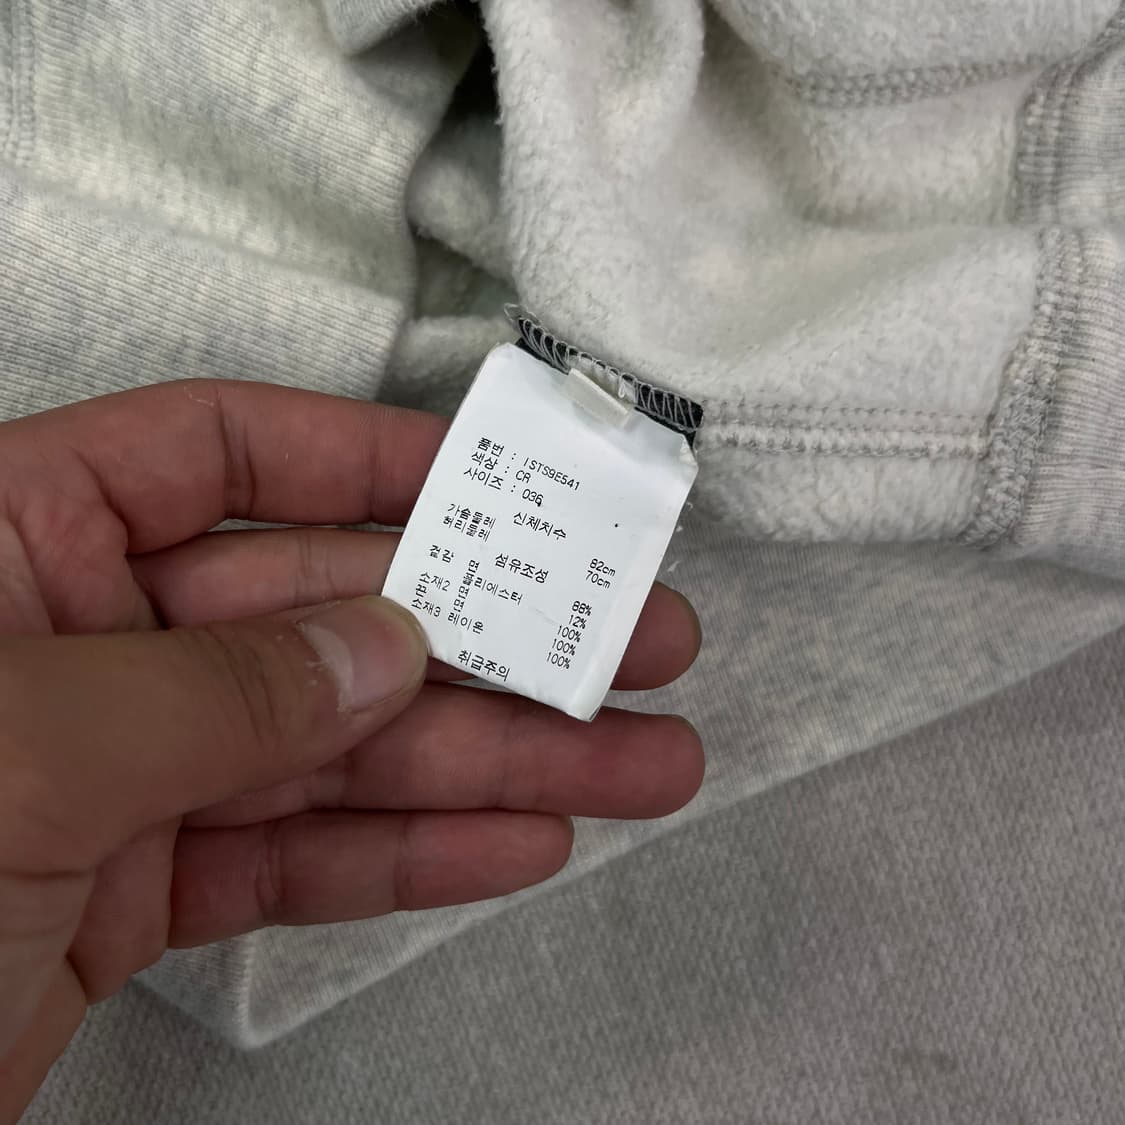 품번 : ISTS9E541
색상 : CR
사이즈 : 036
신체치수
가슴둘레 82cm
허리둘레 70cm
섬유조성
겉감 면 88%
폴리에스터 12%
소재2 면 100%
끈 면 100%
소재3 레이온 100%
취급주의